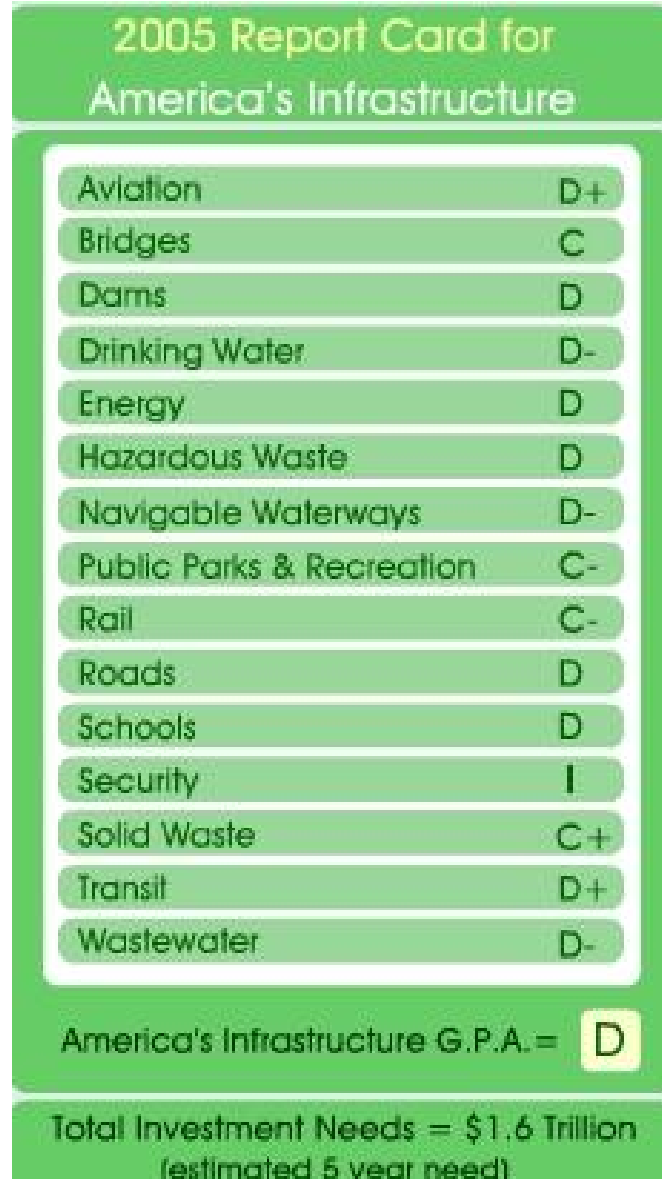 2005 Report Card for
America's Infrastructure
Aviation D+
Bridges C
Dams D
Drinking Water D-
Energy D
Hazardous Waste D
Navigable Waterways D-
Public Parks & Recreation C-
Rail C-
Roads D
Schools D
Security I
Solid Waste C+
Transit D+
Wastewater D-
America's Infrastructure G.P.A.= D
Total Investment Needs = $1.6 Trillion
(estimated 5 year need)